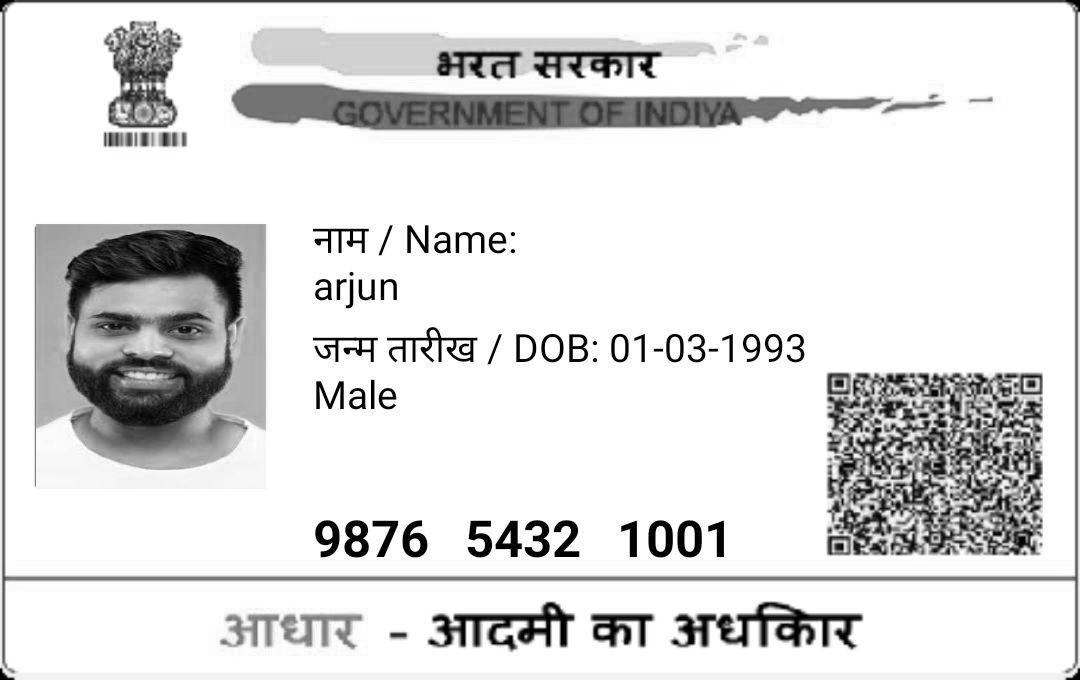 भरत सरकार
GOVERNMENT OF INDIYA
नाम / Name:
arjun
जन्म तारीख / DOB: 01-03-1993
Male
9876 5432 1001
आधार - आदमी का अधकिार